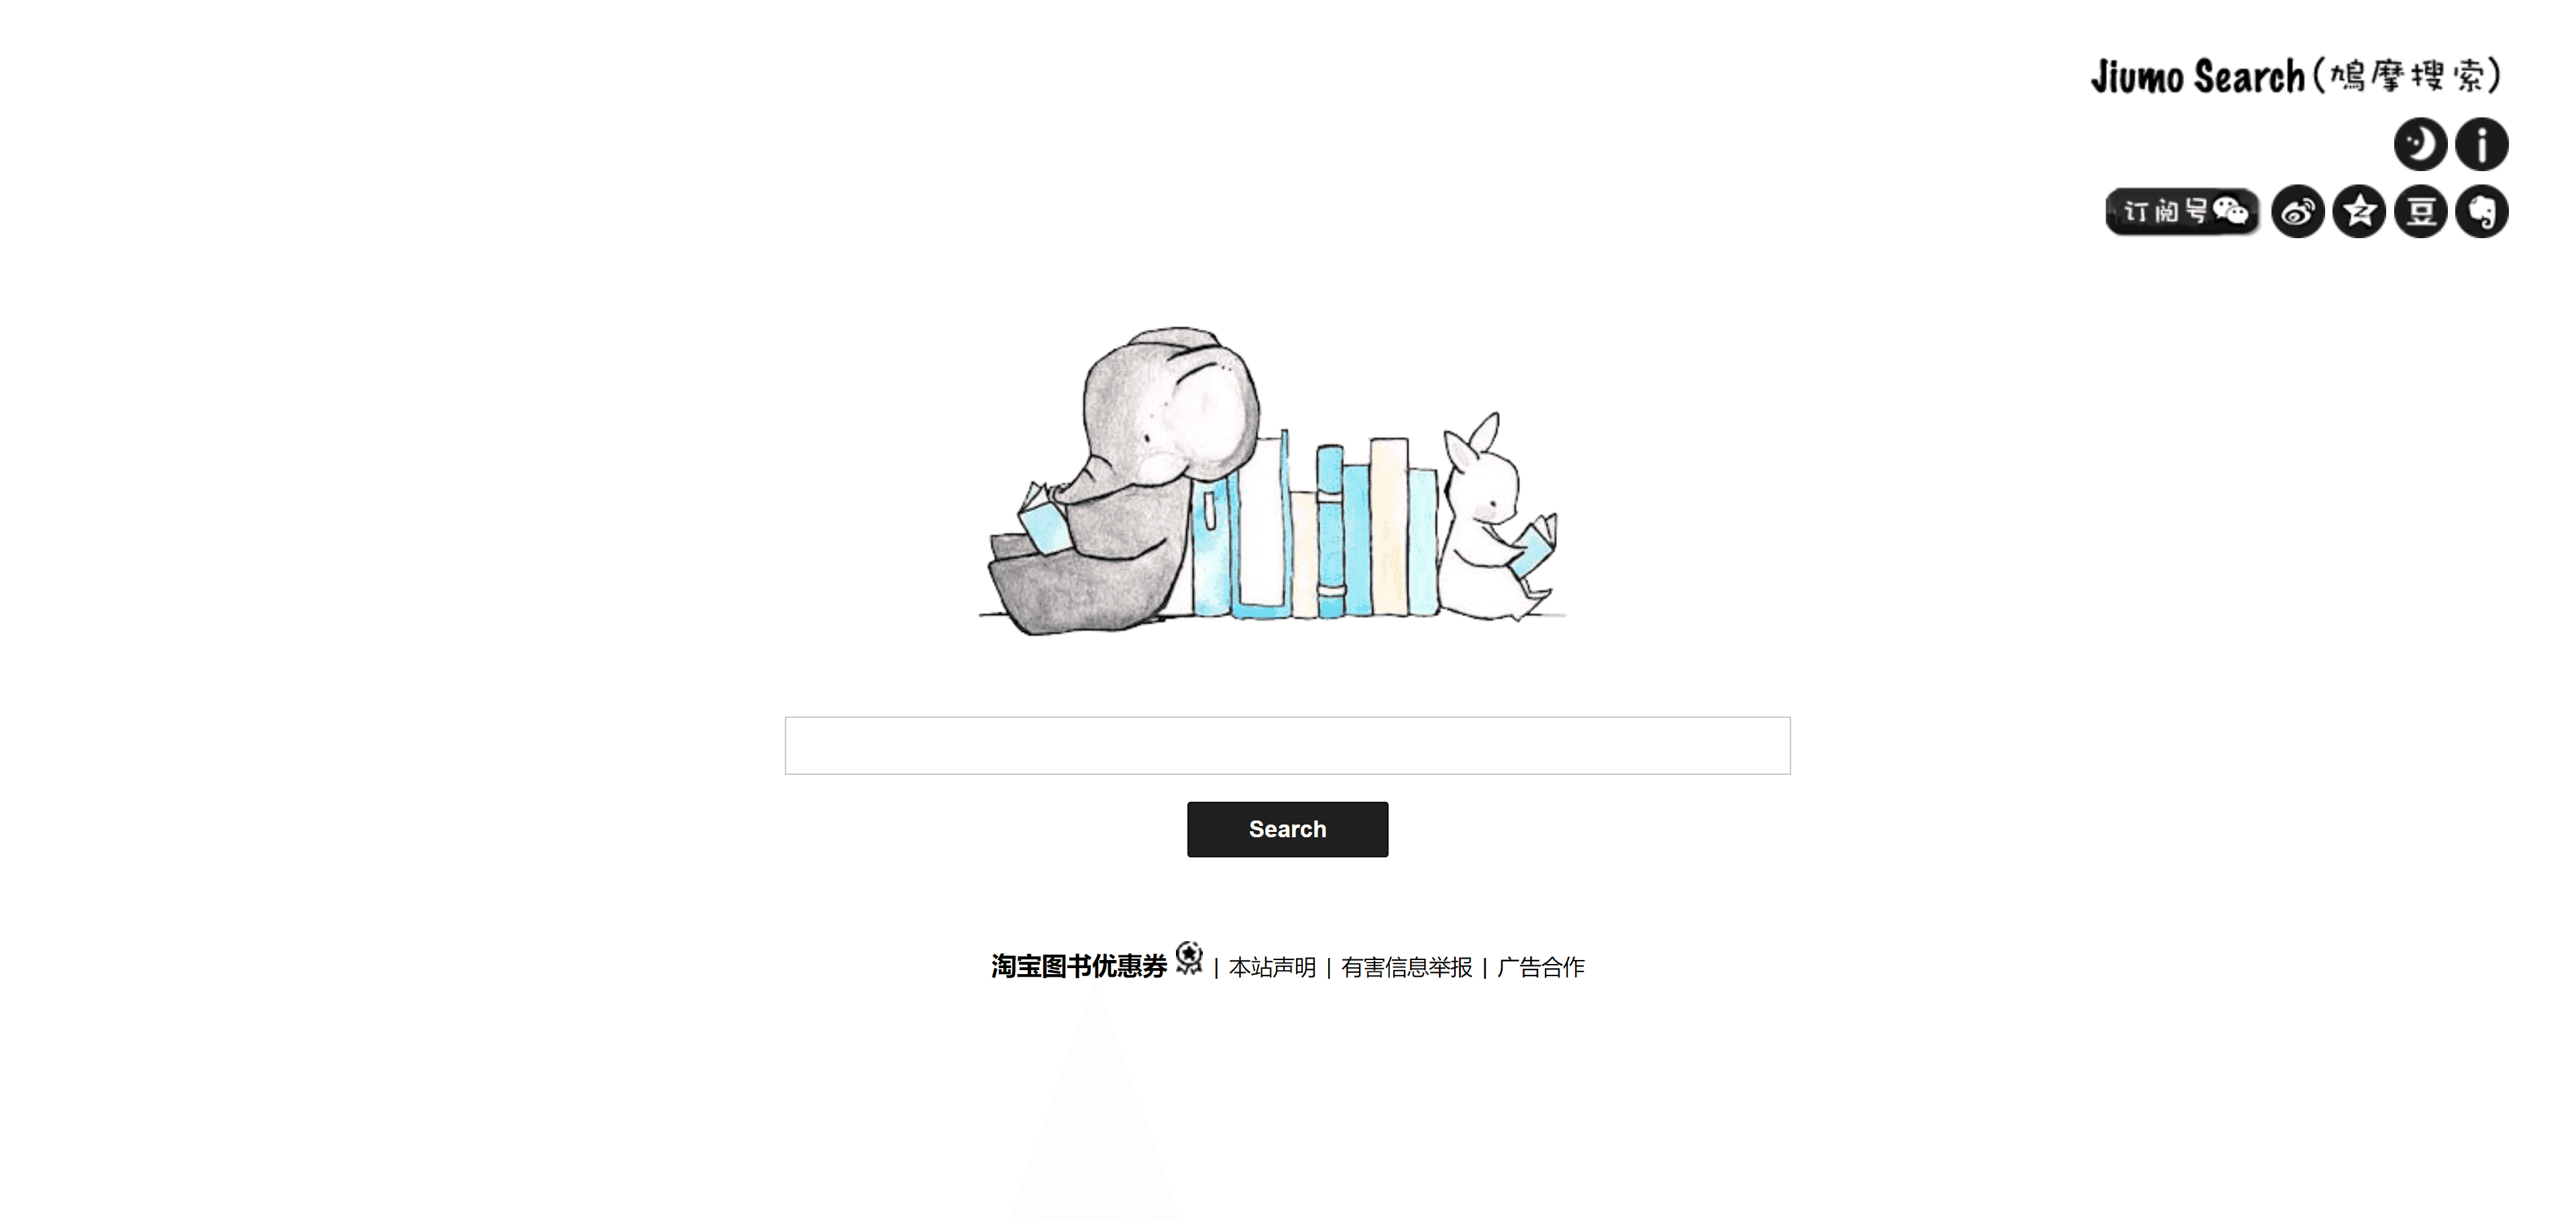 Jiumo Search(鳩摩搜索)
订阅号
豆
Search
淘宝图书优惠券 | 本站声明 | 有害信息举报 | 广告合作